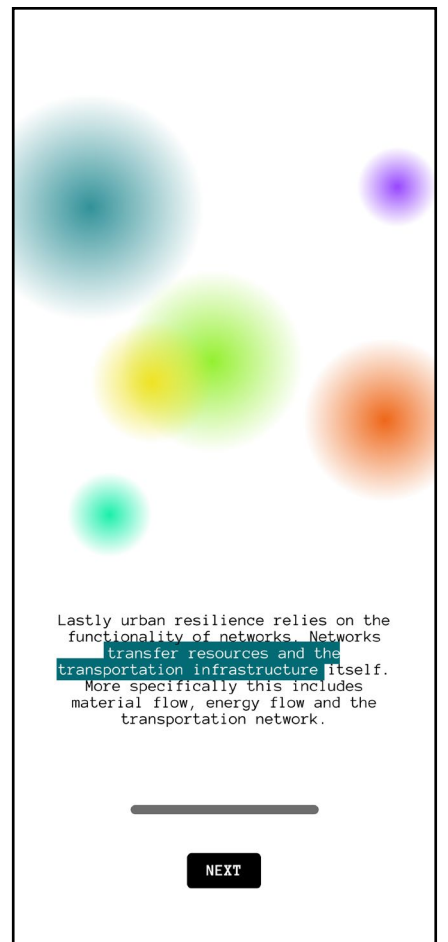 Lastly urban resilience relies on the
functionality of networks. Networks
transfer resources and the
transportation infrastructure itself.
More specifically this includes
material flow, energy flow and the
transportation network.
NEXT